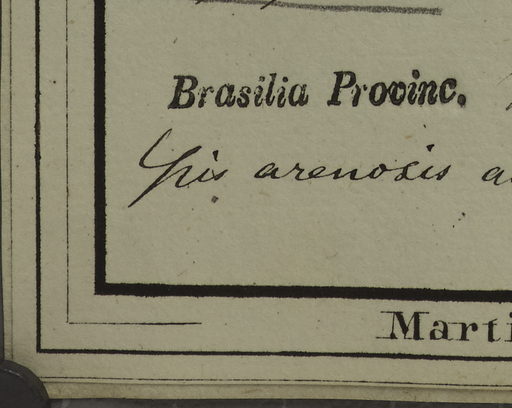 Brasilia Provinc.
arenosis
Marti